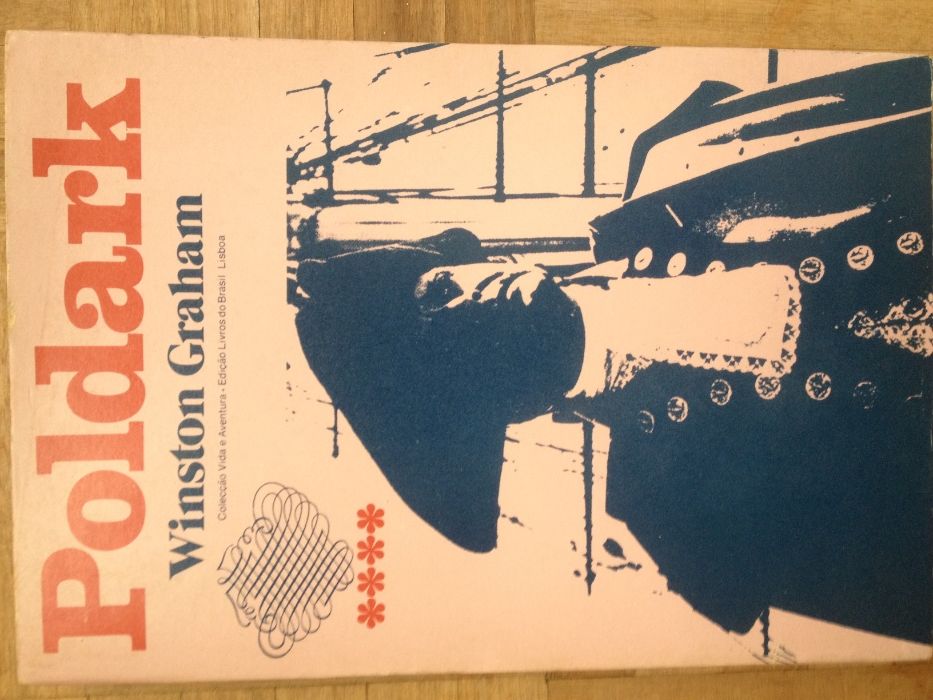 Poldark
Winston Graham
Colecção Vida e Aventura • Edição Livros do Brasil Lisboa
****